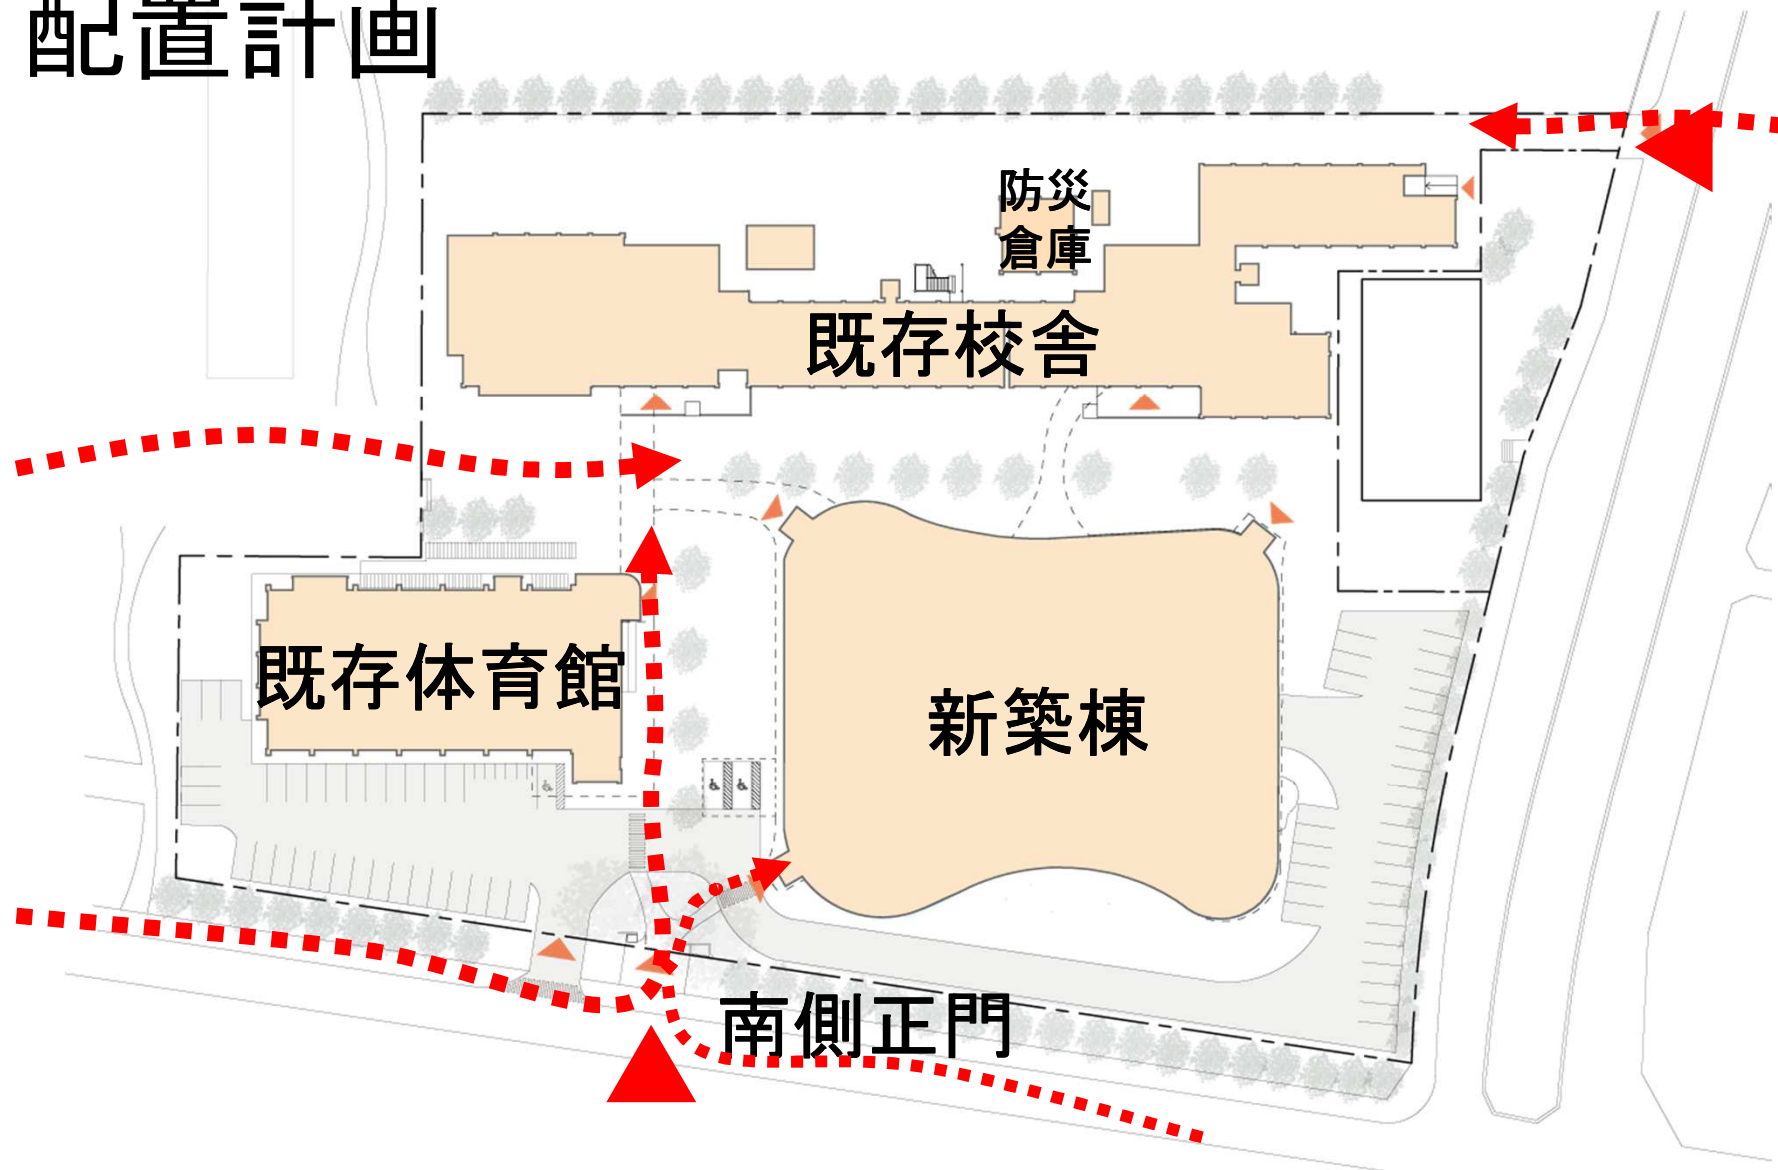 配置計画
防災
倉庫
既存校舎
既存体育館
新築棟
南側正門